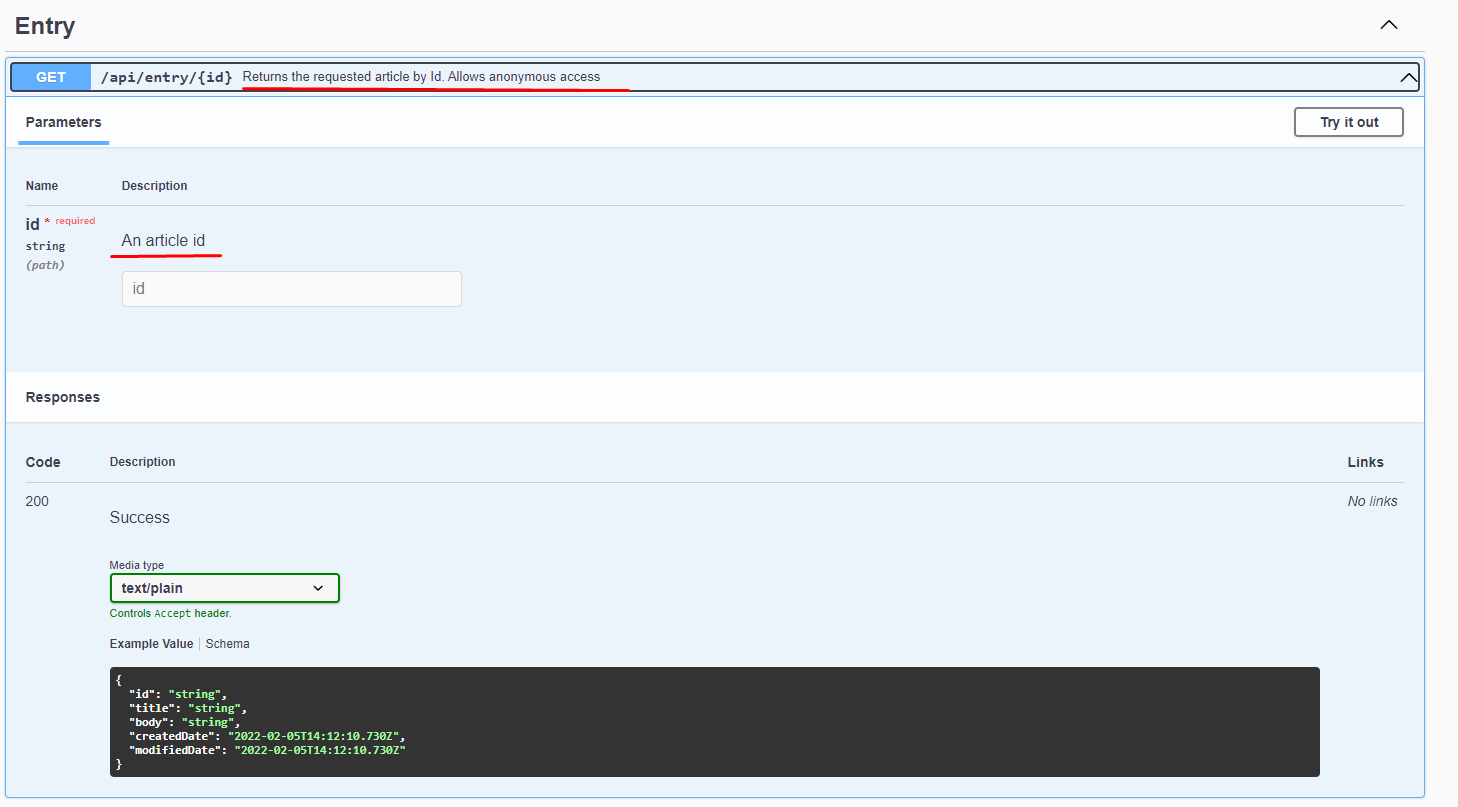 Entry
GET /api/entry/{id} Returns the requested article by Id. Allows anonymous access
Parameters
Try it out
Name Description
id * required
string
(path)
An article id
id
Responses
Code Description Links
200 No links
Success
Media type
text/plain
Controls Accept header.
Example Value Schema
{
"id": "string",
"title": "string",
"body": "string",
"createdDate": "2022-02-05T14:12:10.730Z",
"modifiedDate": "2022-02-05T14:12:10.730Z"
}